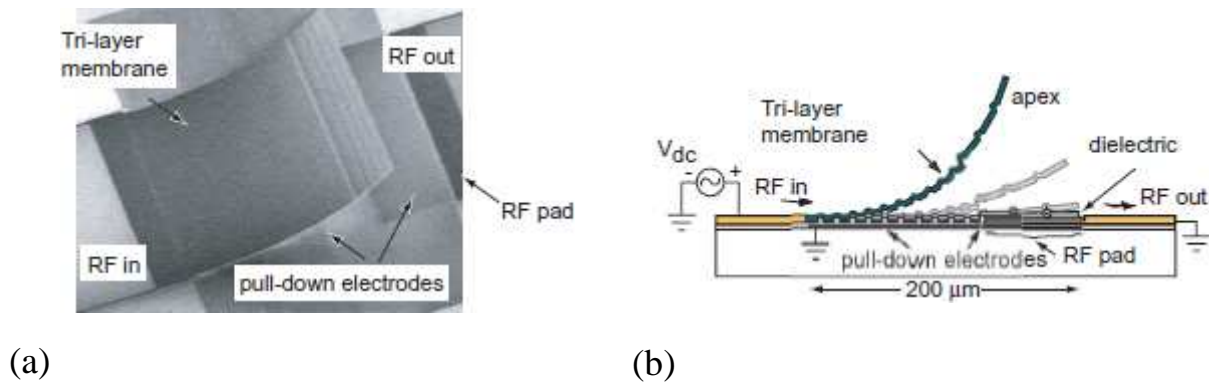 Tri-layer
membrane
RF out
RF pad
RF in
pull-down electrodes
(a)
apex
Tri-layer
membrane
dielectric
Vdc
- +
RF in
RF out
pull-down electrodes
RF pad
200 μm
(b)